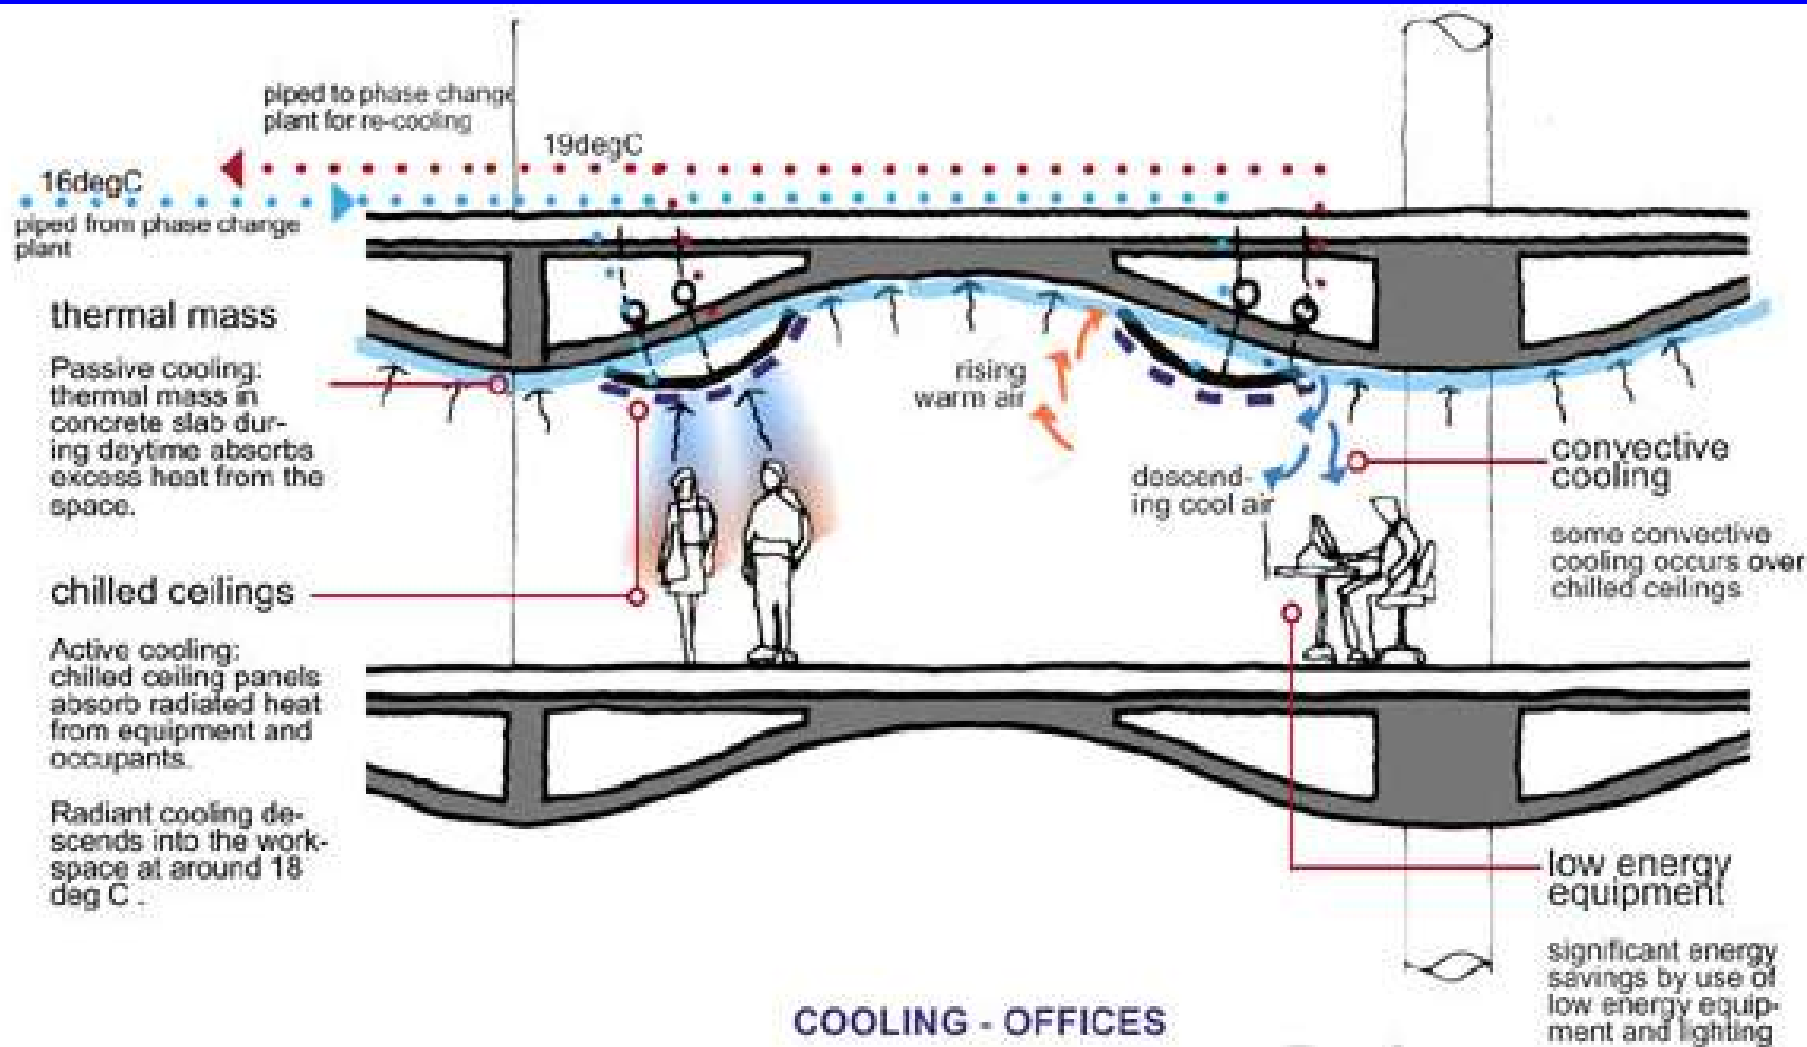 piped to phase change
plant for re-cooling
19degC
16degC
piped from phase change
plant
thermal mass
Passive cooling:
thermal mass in
concrete slab dur-
ing daytime absorbs
excess heat from the
space.
chilled ceilings
Active cooling:
chilled ceiling panels
absorb radiated heat
from equipment and
occupants.
Radiant cooling de-
scends into the work-
space at around 18
deg C .
rising
warm air
descend-
ing cool air
convective
cooling
some convective
cooling occurs over
chilled ceilings
low energy
equipment
significant energy
savings by use of
low energy equip-
ment and lighting
COOLING - OFFICES